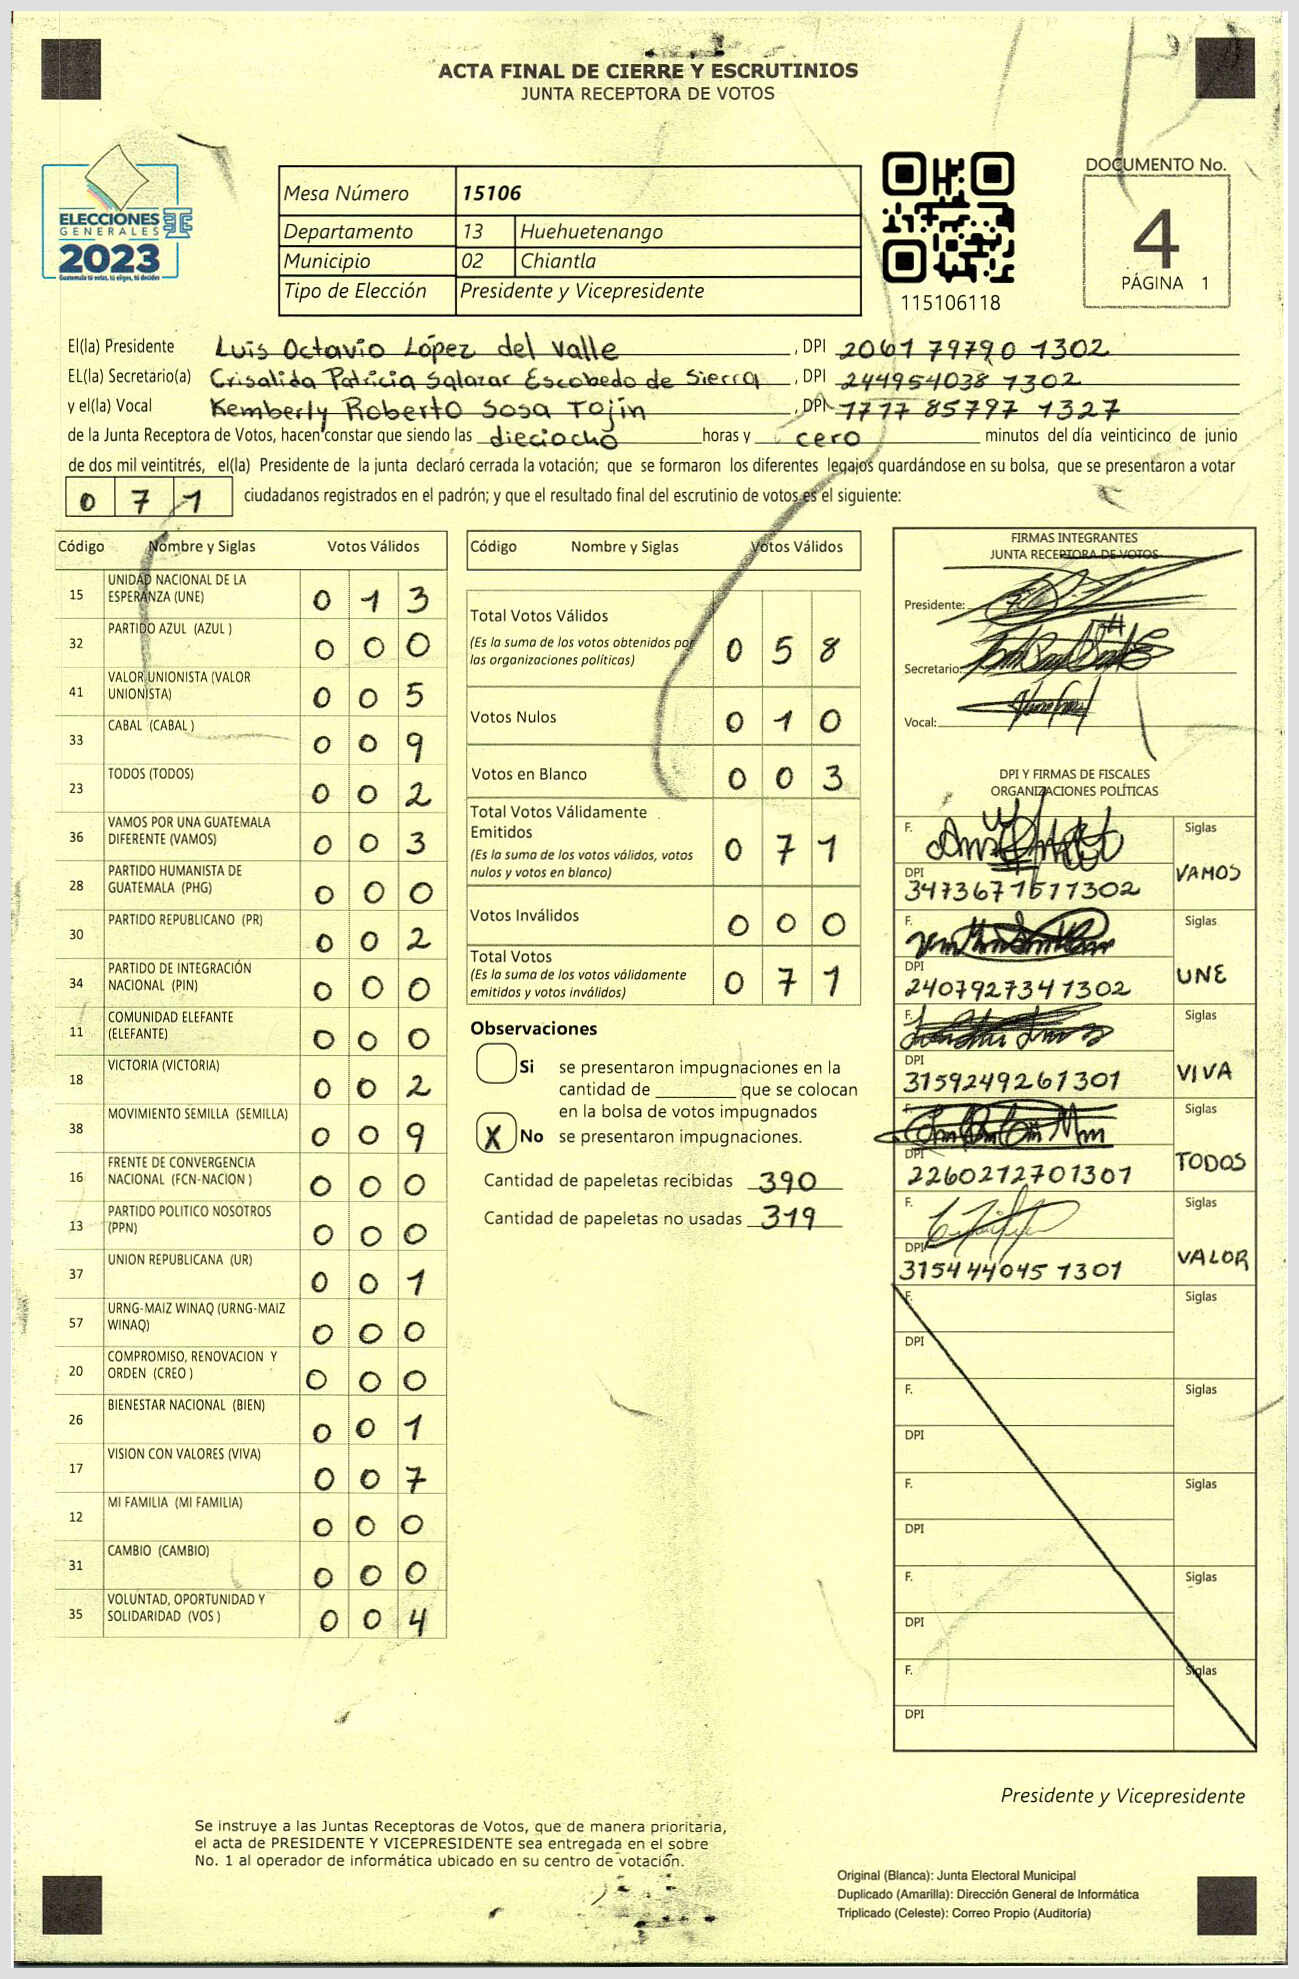 ACTA FINAL DE CIERRE Y ESCRUTINIOS
JUNTA RECEPTORA DE VOTOS
ELECCIONES
GENERALES
2023
Guatemala tú votas, tú eliges, tú decides
Mesa Número 15106
Departamento 13 Huehuetenango
Municipio 02 Chiantla
Tipo de Elección Presidente y Vicepresidente
115106118
DOCUMENTO No.
4
PÁGINA 1
El(la) Presidente Luis Octavio López del Valle , DPI 2061 79790 1302
EL(la) Secretario(a) Crisalida Patricia Salazar Escobedo de Sierra , DPI 244954038 1302
y el(la) Vocal Kemberly Roberto Sosa Tojín , DPI 1717 85797 1327
de la Junta Receptora de Votos, hacen constar que siendo las dieciocho horas y cero minutos del día veinticinco de junio
de dos mil veintitrés, el(la) Presidente de la junta declaró cerrada la votación; que se formaron los diferentes legajos guardándose en su bolsa, que se presentaron a votar
071 ciudadanos registrados en el padrón; y que el resultado final del escrutinio de votos es el siguiente:
Código Nombre y Siglas Votos Válidos
15 UNIDAD NACIONAL DE LA ESPERANZA (UNE) 0 1 3
32 PARTIDO AZUL (AZUL ) 0 0 0
41 VALOR UNIONISTA (VALOR UNIONISTA) 0 0 5
33 CABAL (CABAL ) 0 0 9
23 TODOS (TODOS) 0 0 2
36 VAMOS POR UNA GUATEMALA DIFERENTE (VAMOS) 0 0 3
28 PARTIDO HUMANISTA DE GUATEMALA (PHG) 0 0 0
30 PARTIDO REPUBLICANO (PR) 0 0 2
34 PARTIDO DE INTEGRACIÓN NACIONAL (PIN) 0 0 0
11 COMUNIDAD ELEFANTE (ELEFANTE) 0 0 0
18 VICTORIA (VICTORIA) 0 0 2
38 MOVIMIENTO SEMILLA (SEMILLA) 0 0 9
16 FRENTE DE CONVERGENCIA NACIONAL (FCN-NACION ) 0 0 0
13 PARTIDO POLITICO NOSOTROS (PPN) 0 0 0
37 UNION REPUBLICANA (UR) 0 0 1
57 URNG-MAIZ WINAQ (URNG-MAIZ WINAQ) 0 0 0
20 COMPROMISO, RENOVACION Y ORDEN (CREO ) 0 0 0
26 BIENESTAR NACIONAL (BIEN) 0 0 1
17 VISION CON VALORES (VIVA) 0 0 7
12 MI FAMILIA (MI FAMILIA) 0 0 0
31 CAMBIO (CAMBIO) 0 0 0
35 VOLUNTAD, OPORTUNIDAD Y SOLIDARIDAD (VOS ) 0 0 4
Código Nombre y Siglas Votos Válidos
Total Votos Válidos
(Es la suma de los votos obtenidos por las organizaciones políticas) 0 5 8
Votos Nulos 0 1 0
Votos en Blanco 0 0 3
Total Votos Válidamente Emitidos
(Es la suma de los votos válidos, votos nulos y votos en blanco) 0 7 1
Votos Inválidos 0 0 0
Total Votos
(Es la suma de los votos válidamente emitidos y votos inválidos) 0 7 1
Observaciones
Si se presentaron impugnaciones en la
cantidad de ________ que se colocan
en la bolsa de votos impugnados
X No se presentaron impugnaciones.
Cantidad de papeletas recibidas 390
Cantidad de papeletas no usadas 319
FIRMAS INTEGRANTES
JUNTA RECEPTORA DE VOTOS
Presidente:
Secretario:
Vocal:
DPI Y FIRMAS DE FISCALES
ORGANIZACIONES POLÍTICAS
F. Siglas
DPI VAMOS
3473671511302
F. Siglas
DPI UNE
2407927341302
F. Siglas
DPI VIVA
3159249261301
F. Siglas
DPI TODOS
2260212701301
F. Siglas
DPI VALOR
3154440451301
F. Siglas
DPI
F. Siglas
DPI
F. Siglas
DPI
F. Siglas
DPI
F. Siglas
DPI
Presidente y Vicepresidente
Se instruye a las Juntas Receptoras de Votos, que de manera prioritaria,
el acta de PRESIDENTE Y VICEPRESIDENTE sea entregada en el sobre
No. 1 al operador de informática ubicado en su centro de votación.
Original (Blanca): Junta Electoral Municipal
Duplicado (Amarilla): Dirección General de Informática
Triplicado (Celeste): Correo Propio (Auditoría)